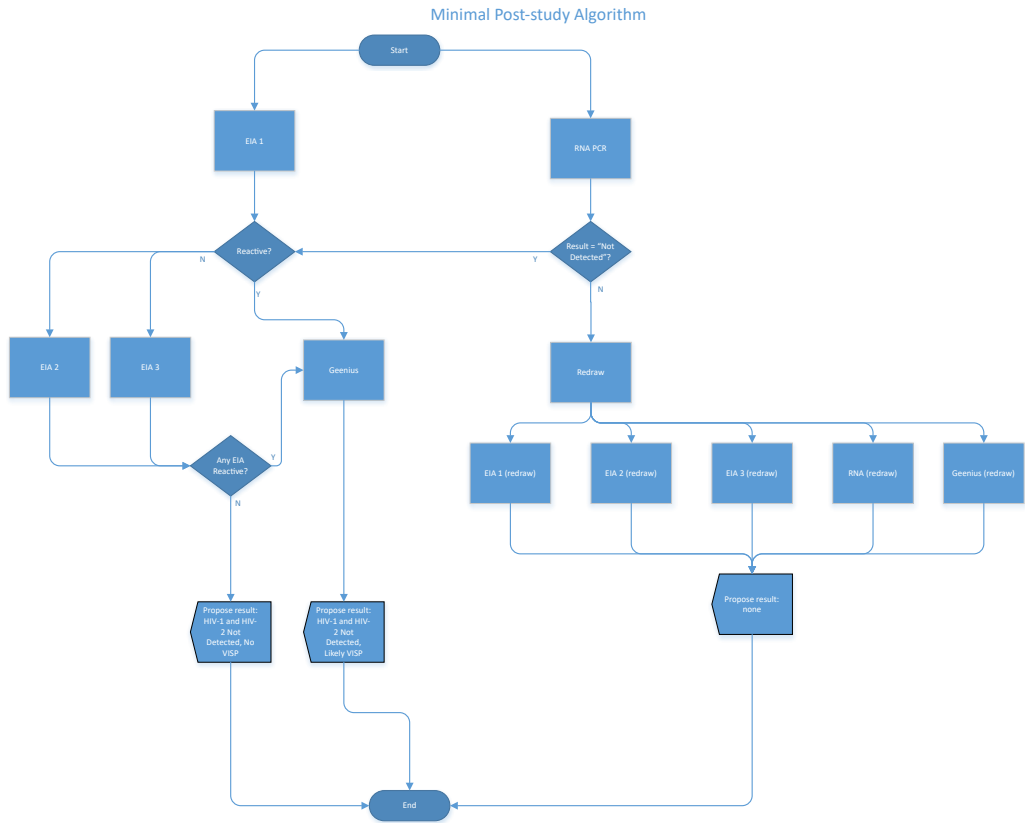 Minimal Post-study Algorithm
Start
EIA 1
RNA PCR
Reactive?
Result = “Not
Detected”?
N
Y
Y
N
EIA 2
EIA 3
Geenius
Redraw
Any EIA
Reactive?
Y
N
EIA 1 (redraw)
EIA 2 (redraw)
EIA 3 (redraw)
RNA (redraw)
Geenius (redraw)
Propose result:
HIV-1 and HIV-
2 Not
Detected, No
VISP
Propose result:
HIV-1 and HIV-
2 Not
Detected,
Likely VISP
Propose result:
none
End